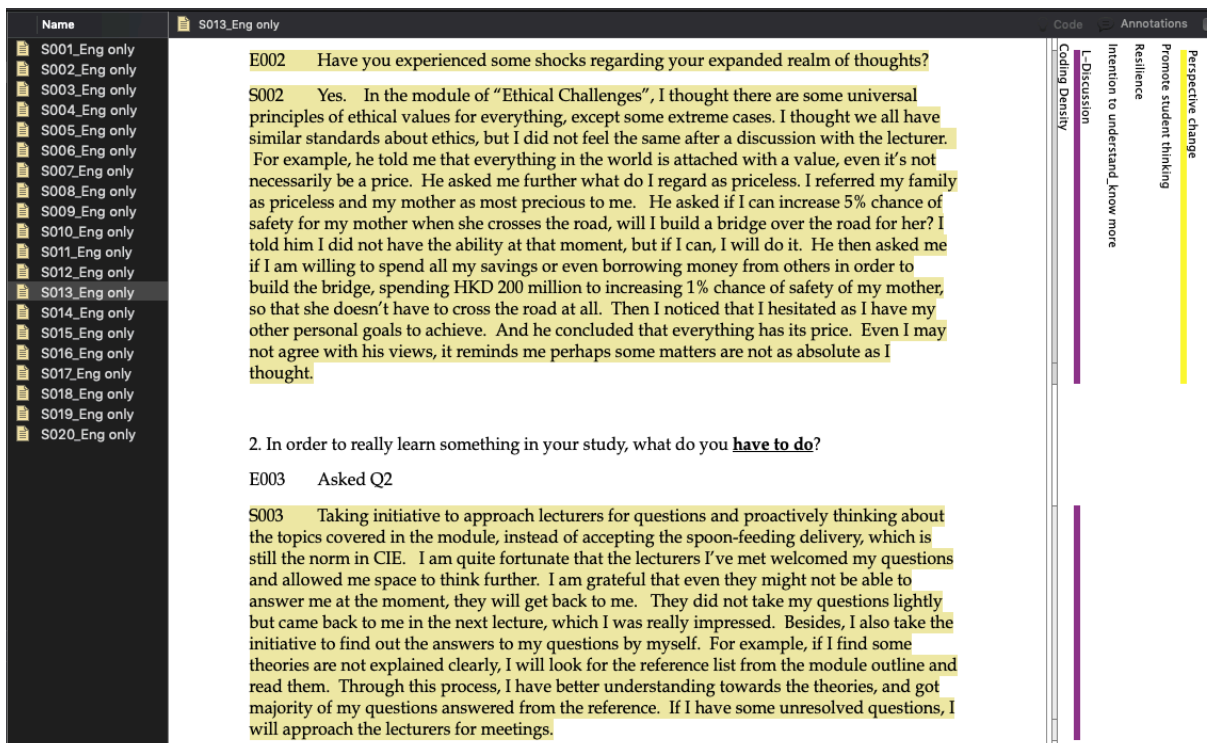 Name
S001_Eng only
S002_Eng only
S003_Eng only
S004_Eng only
S005_Eng only
S006_Eng only
S007_Eng only
S008_Eng only
S009_Eng only
S010_Eng only
S011_Eng only
S012_Eng only
S013_Eng only
S014_Eng only
S015_Eng only
S016_Eng only
S017_Eng only
S018_Eng only
S019_Eng only
S020_Eng only
S013_Eng only
Code
Annotations
E002 Have you experienced some shocks regarding your expanded realm of thoughts?
S002 Yes. In the module of “Ethical Challenges”, I thought there are some universal
principles of ethical values for everything, except some extreme cases. I thought we all have
similar standards about ethics, but I did not feel the same after a discussion with the lecturer.
For example, he told me that everything in the world is attached with a value, even it’s not
necessarily be a price. He asked me further what do I regard as priceless. I referred my family
as priceless and my mother as most precious to me. He asked if I can increase 5% chance of
safety for my mother when she crosses the road, will I build a bridge over the road for her? I
told him I did not have the ability at that moment, but if I can, I will do it. He then asked me
if I am willing to spend all my savings or even borrowing money from others in order to
build the bridge, spending HKD 200 million to increasing 1% chance of safety of my mother,
so that she doesn’t have to cross the road at all. Then I noticed that I hesitated as I have my
other personal goals to achieve. And he concluded that everything has its price. Even I may
not agree with his views, it reminds me perhaps some matters are not as absolute as I
thought.
2. In order to really learn something in your study, what do you have to do?
E003 Asked Q2
S003 Taking initiative to approach lecturers for questions and proactively thinking about
the topics covered in the module, instead of accepting the spoon-feeding delivery, which is
still the norm in CIE. I am quite fortunate that the lecturers I’ve met welcomed my questions
and allowed me space to think further. I am grateful that even they might not be able to
answer me at the moment, they will get back to me. They did not take my questions lightly
but came back to me in the next lecture, which I was really impressed. Besides, I also take the
initiative to find out the answers to my questions by myself. For example, if I find some
theories are not explained clearly, I will look for the reference list from the module outline and
read them. Through this process, I have better understanding towards the theories, and got
majority of my questions answered from the reference. If I have some unresolved questions, I
will approach the lecturers for meetings.
Coding Density
L-Discussion
Intention to understand_know more
Resilience
Promote student thinking
Perspective change